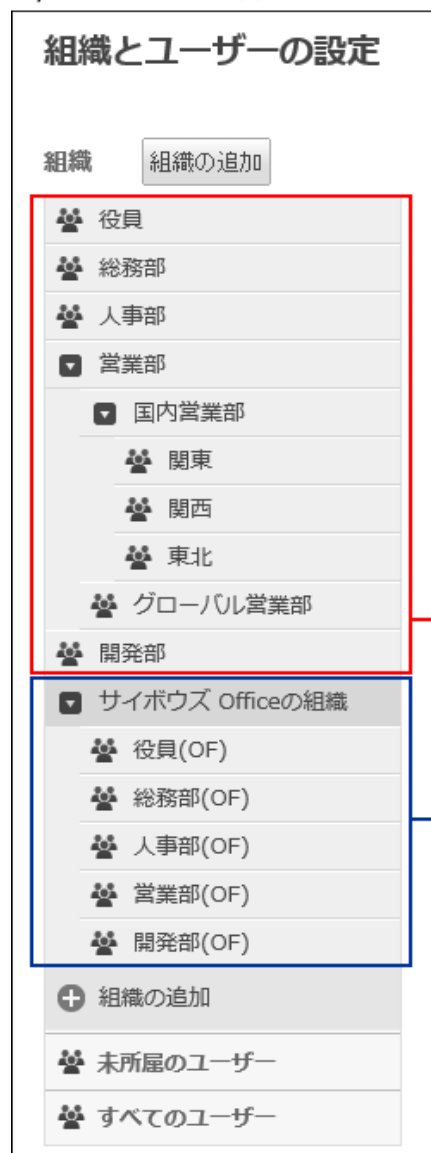 組織とユーザーの設定
組織 組織の追加
役員
総務部
人事部
営業部
国内営業部
関東
関西
東北
グローバル営業部
開発部
サイボウズ Officeの組織
役員(OF)
総務部(OF)
人事部(OF)
営業部(OF)
開発部(OF)
組織の追加
未所属のユーザー
すべてのユーザー